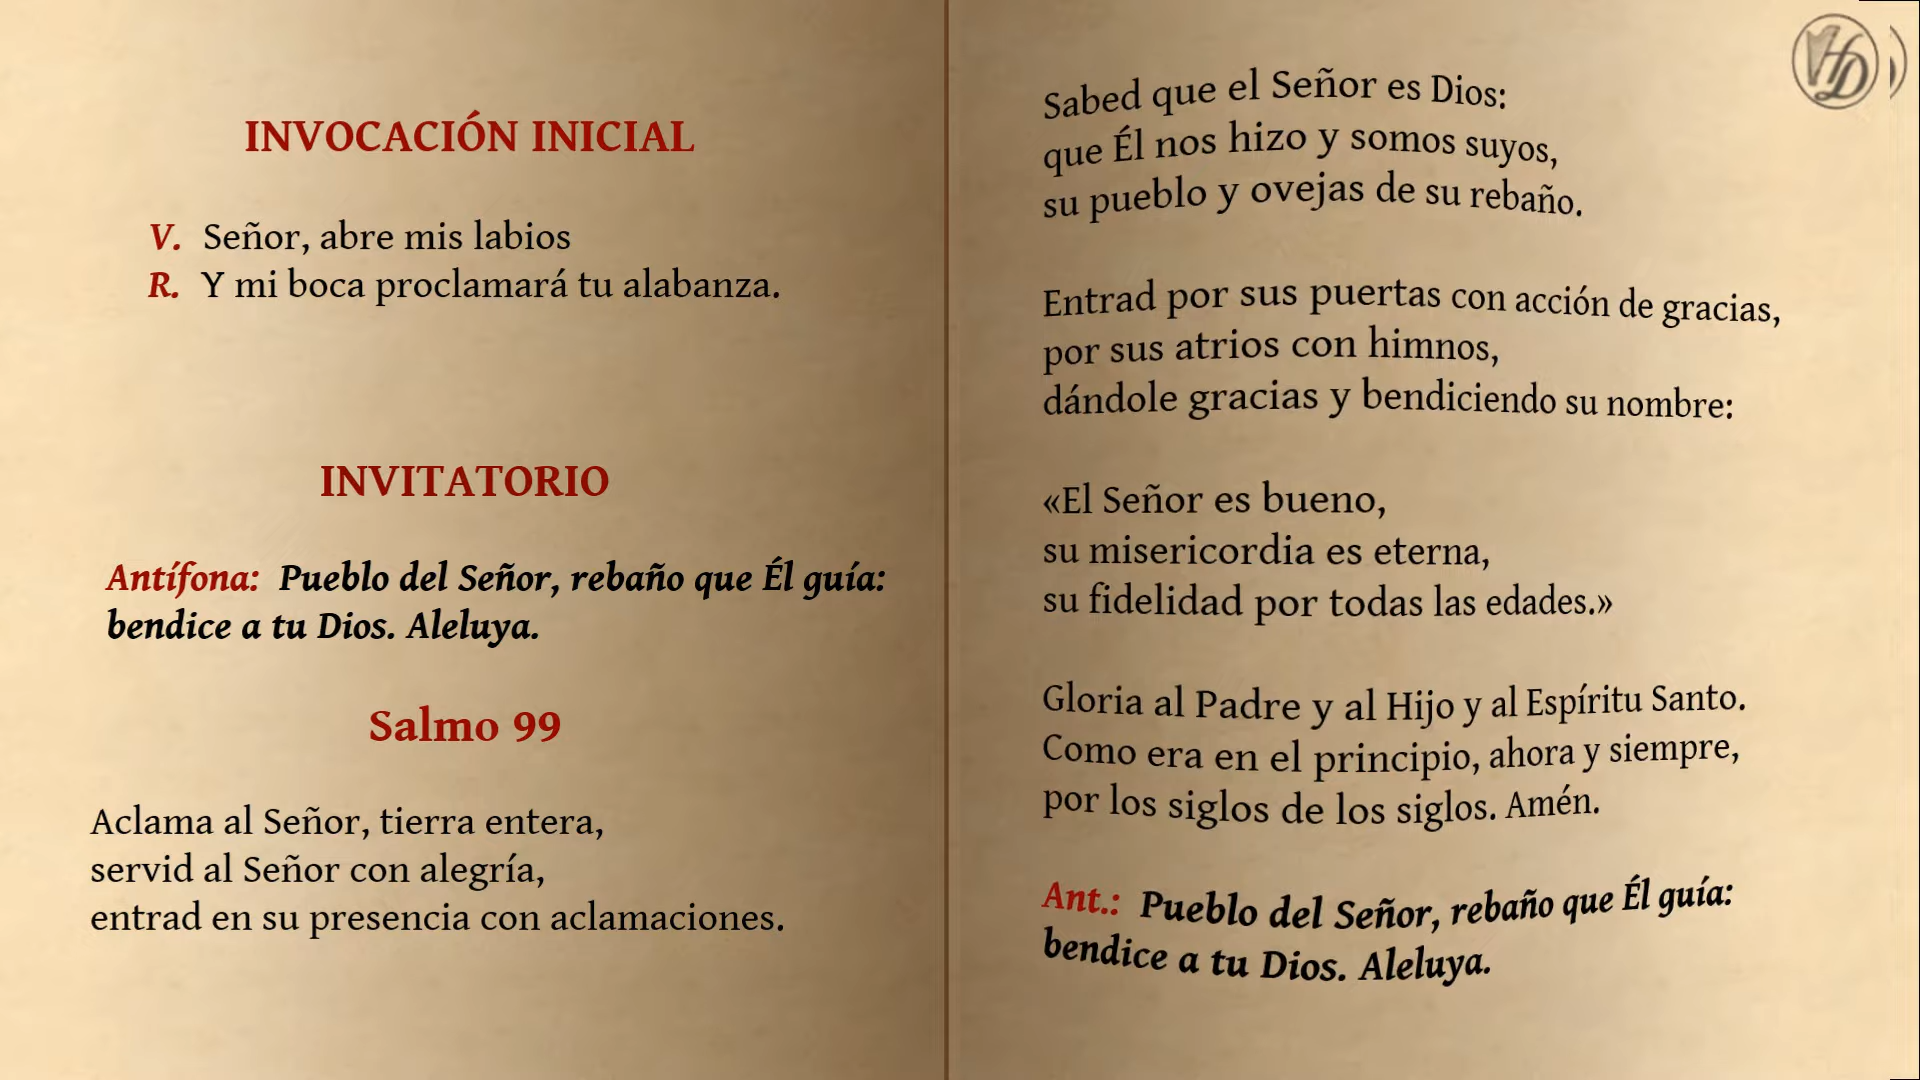 INVOCACIÓN INICIAL
V. Señor, abre mis labios
R. Y mi boca proclamará tu alabanza.
INVITATORIO
Antífona: Pueblo del Señor, rebaño que Él guía:
bendice a tu Dios. Aleluya.
Salmo 99
Aclama al Señor, tierra entera,
servid al Señor con alegría,
entrad en su presencia con aclamaciones.
Sabed que el Señor es Dios:
que Él nos hizo y somos suyos,
su pueblo y ovejas de su rebaño.
Entrad por sus puertas con acción de gracias,
por sus atrios con himnos,
dándole gracias y bendiciendo su nombre:
«El Señor es bueno,
su misericordia es eterna,
su fidelidad por todas las edades.»
Gloria al Padre y al Hijo y al Espíritu Santo.
Como era en el principio, ahora y siempre,
por los siglos de los siglos. Amén.
Ant.: Pueblo del Señor, rebaño que Él guía:
bendice a tu Dios. Aleluya.